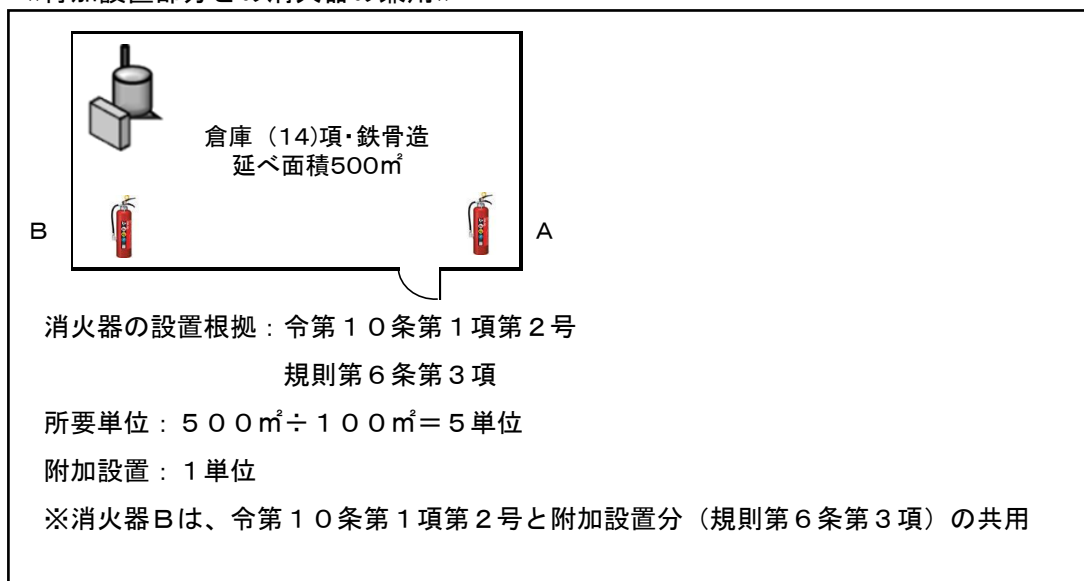 倉庫（14）項・鉄骨造
延べ面積500㎡
B
A
消火器の設置根拠：令第１０条第１項第２号
規則第６条第３項
所要単位：５００㎡÷１００㎡＝５単位
附加設置：１単位
※消火器Ｂは、令第１０条第１項第２号と附加設置分（規則第６条第３項）の共用